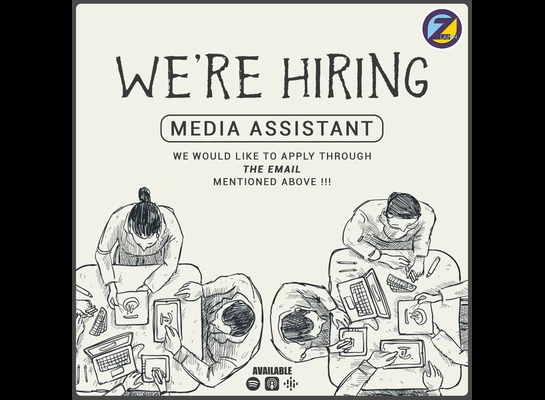 WE'RE HIRING
MEDIA ASSISTANT
WE WOULD LIKE TO APPLY THROUGH
THE EMAIL
MENTIONED ABOVE !!!
AVAILABLE